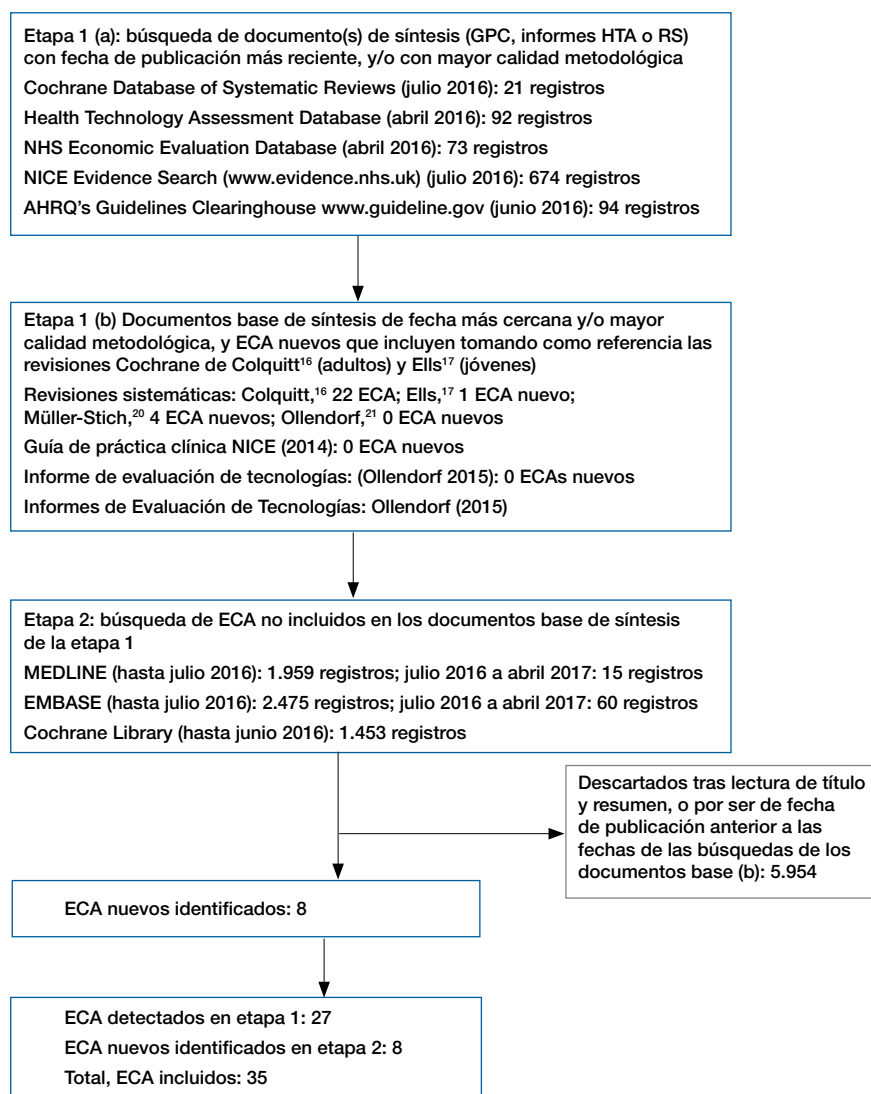 Etapa 1 (a): búsqueda de documento(s) de síntesis (GPC, informes HTA o RS)
con fecha de publicación más reciente, y/o con mayor calidad metodológica
Cochrane Database of Systematic Reviews (julio 2016): 21 registros
Health Technology Assessment Database (abril 2016): 92 registros
NHS Economic Evaluation Database (abril 2016): 73 registros
NICE Evidence Search (www.evidence.nhs.uk) (julio 2016): 674 registros
AHRQ's Guidelines Clearinghouse www.guideline.gov (junio 2016): 94 registros
Etapa 1 (b) Documentos base de síntesis de fecha más cercana y/o mayor
calidad metodológica, y ECA nuevos que incluyen tomando como referencia las
revisiones Cochrane de Colquitt¹⁶ (adultos) y Ells¹⁷ (jóvenes)
Revisiones sistemáticas: Colquitt,¹⁶ 22 ECA; Ells,¹⁷ 1 ECA nuevo;
Müller-Stich,²⁰ 4 ECA nuevos; Ollendorf,²¹ 0 ECA nuevos
Guía de práctica clínica NICE (2014): 0 ECA nuevos
Informe de evaluación de tecnologías: (Ollendorf 2015): 0 ECAs nuevos
Informes de Evaluación de Tecnologías: Ollendorf (2015)
Etapa 2: búsqueda de ECA no incluidos en los documentos base de síntesis
de la etapa 1
MEDLINE (hasta julio 2016): 1.959 registros; julio 2016 a abril 2017: 15 registros
EMBASE (hasta julio 2016): 2.475 registros; julio 2016 a abril 2017: 60 registros
Cochrane Library (hasta junio 2016): 1.453 registros
Descartados tras lectura de título
y resumen, o por ser de fecha
de publicación anterior a las
fechas de las búsquedas de los
documentos base (b): 5.954
ECA nuevos identificados: 8
ECA detectados en etapa 1: 27
ECA nuevos identificados en etapa 2: 8
Total, ECA incluidos: 35